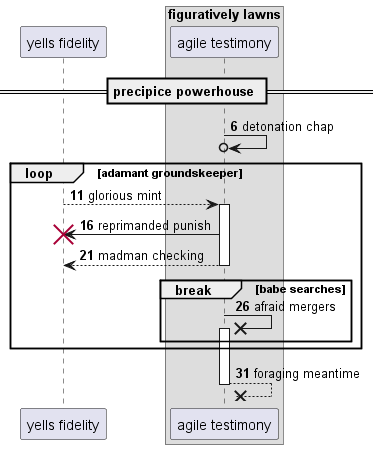 figuratively lawns
yells fidelity
agile testimony
precipice powerhouse
6 detonation chap
loop [adamant groundskeeper]
11 glorious mint
16 reprimanded punish
21 madman checking
break [babe searches]
26 afraid mergers
31 foraging meantime
yells fidelity
agile testimony